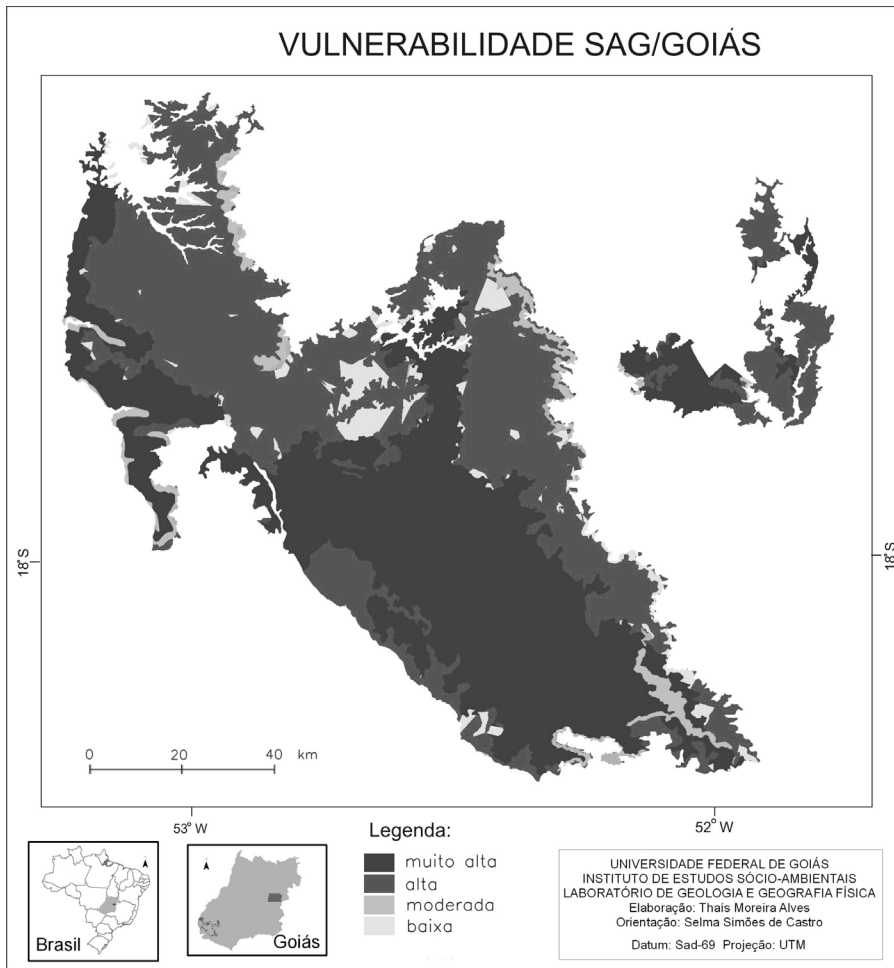 VULNERABILIDADE SAG/GOIÁS
18°S
18°S
0 20 40 km
53° W
52° W
Brasil
Goiás
Legenda:
muito alta
alta
moderada
baixa
UNIVERSIDADE FEDERAL DE GOIÁS
INSTITUTO DE ESTUDOS SÓCIO-AMBIENTAIS
LABORATÓRIO DE GEOLOGIA E GEOGRAFIA FÍSICA
Elaboração: Thaís Moreira Alves
Orientação: Selma Simões de Castro
Datum: Sad-69 Projeção: UTM